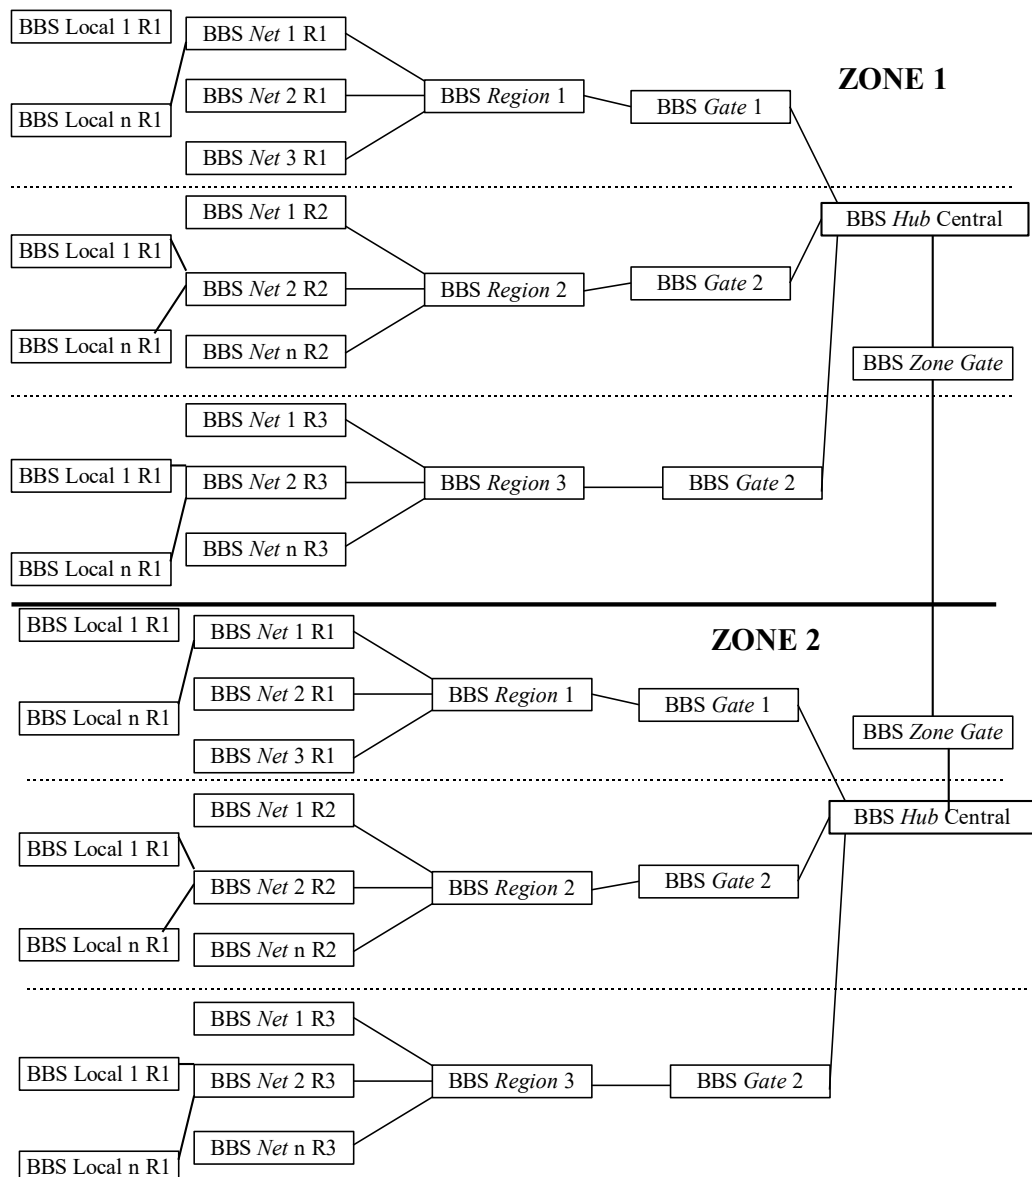 BBS Local 1 R1
BBS Net 1 R1
ZONE 1
BBS Net 2 R1
BBS Region 1
BBS Gate 1
BBS Local n R1
BBS Net 3 R1
BBS Net 1 R2
BBS Hub Central
BBS Local 1 R1
BBS Net 2 R2
BBS Region 2
BBS Gate 2
BBS Local n R1
BBS Net n R2
BBS Zone Gate
BBS Net 1 R3
BBS Local 1 R1
BBS Net 2 R3
BBS Region 3
BBS Gate 2
BBS Net n R3
BBS Local n R1
BBS Local 1 R1
BBS Net 1 R1
ZONE 2
BBS Net 2 R1
BBS Region 1
BBS Gate 1
BBS Local n R1
BBS Zone Gate
BBS Net 3 R1
BBS Net 1 R2
BBS Hub Central
BBS Local 1 R1
BBS Net 2 R2
BBS Region 2
BBS Gate 2
BBS Local n R1
BBS Net n R2
BBS Net 1 R3
BBS Local 1 R1
BBS Net 2 R3
BBS Region 3
BBS Gate 2
BBS Net n R3
BBS Local n R1